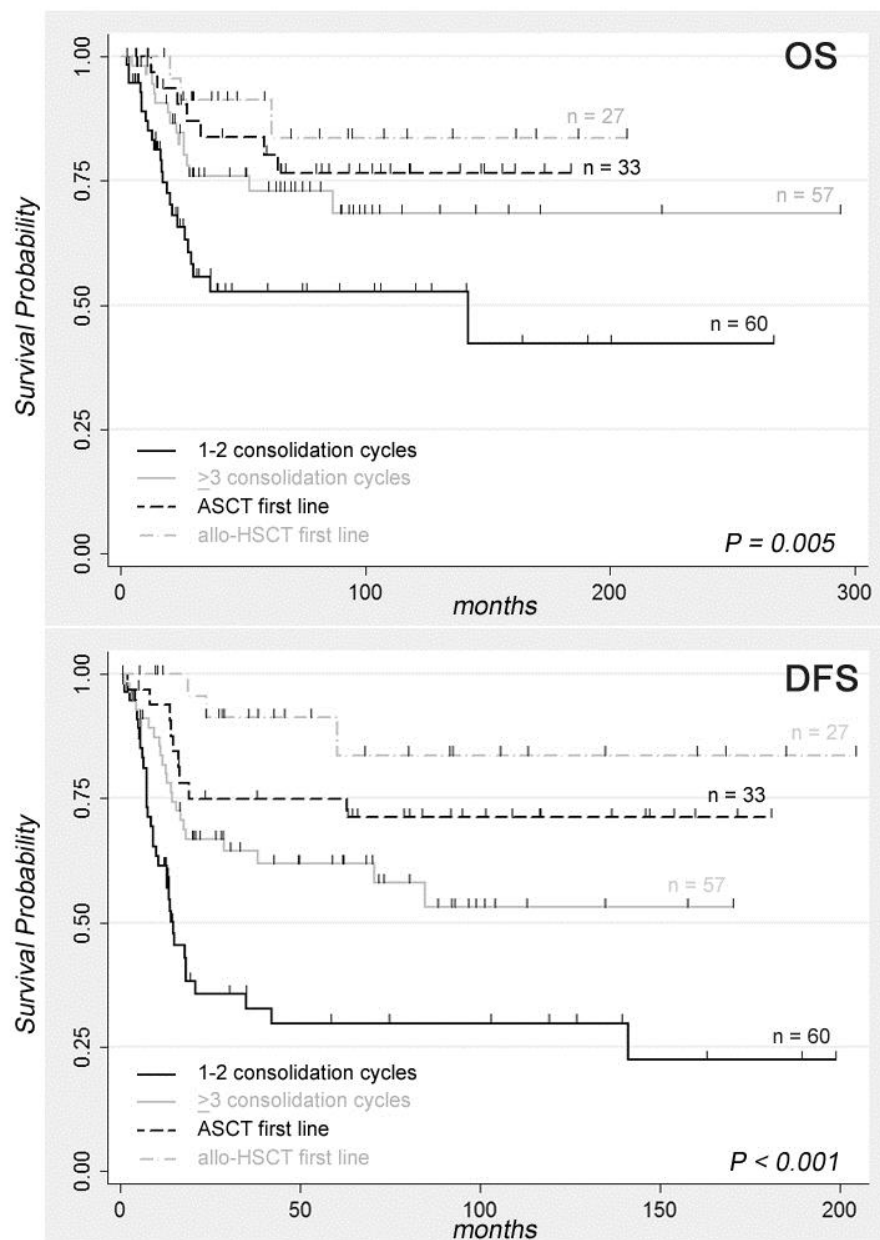 OS
1.00
0.75
0.50
0.25
0.00
Survival Probability
n = 27
n = 33
n = 57
n = 60
1-2 consolidation cycles
≥3 consolidation cycles
ASCT first line
allo-HSCT first line
P = 0.005
0 100 200 300
months
DFS
1.00
0.75
0.50
0.25
0.00
Survival Probability
n = 27
n = 33
n = 57
n = 60
1-2 consolidation cycles
≥3 consolidation cycles
ASCT first line
allo-HSCT first line
P < 0.001
0 50 100 150 200
months